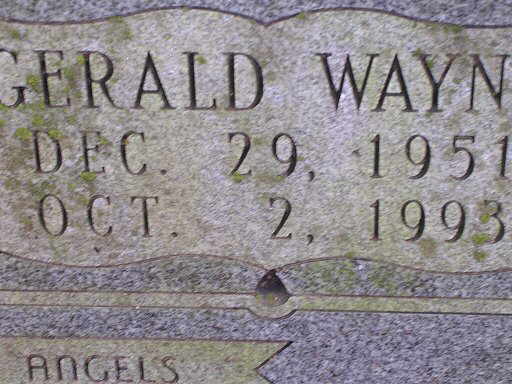 GERALD WAYN
DEC. 29, 1951
OCT. 2, 1993
ANGELS